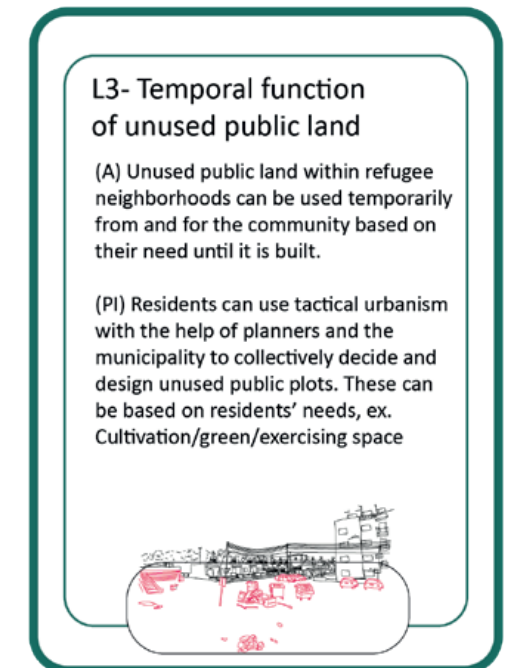 L3- Temporal function
of unused public land
(A) Unused public land within refugee
neighborhoods can be used temporarily
from and for the community based on
their need until it is built.
(PI) Residents can use tactical urbanism
with the help of planners and the
municipality to collectively decide and
design unused public plots. These can
be based on residents’ needs, ex.
Cultivation/green/exercising space